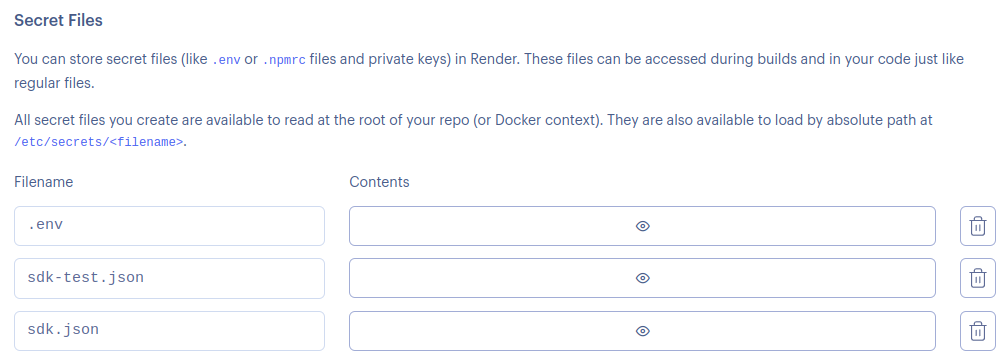 Secret Files
You can store secret files (like .env or .npmrc files and private keys) in Render. These files can be accessed during builds and in your code just like
regular files.
All secret files you create are available to read at the root of your repo (or Docker context). They are also available to load by absolute path at
/etc/secrets/<filename>.
Filename Contents
.env
sdk-test.json
sdk.json